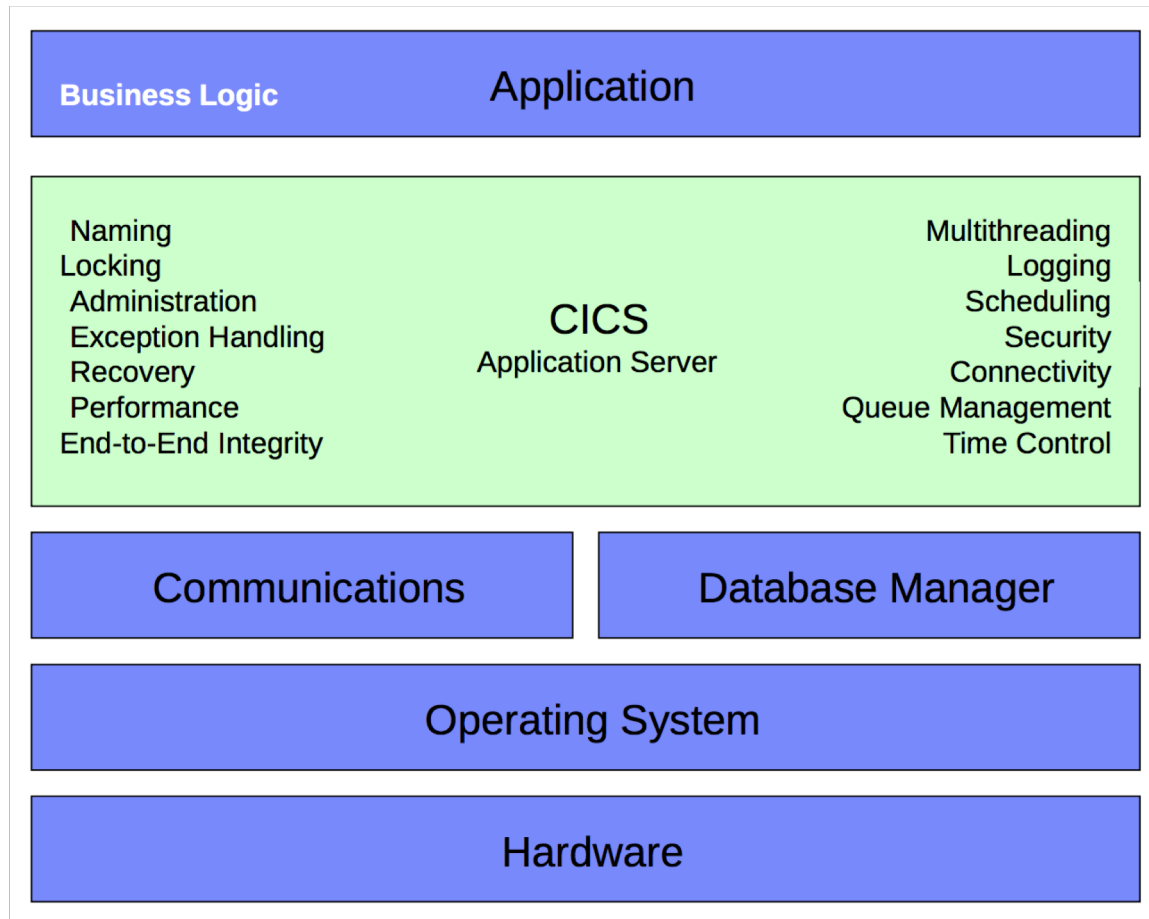 Business Logic
Application
Naming
Locking
Administration
Exception Handling
Recovery
Performance
End-to-End Integrity
CICS
Application Server
Multithreading
Logging
Scheduling
Security
Connectivity
Queue Management
Time Control
Communications
Database Manager
Operating System
Hardware